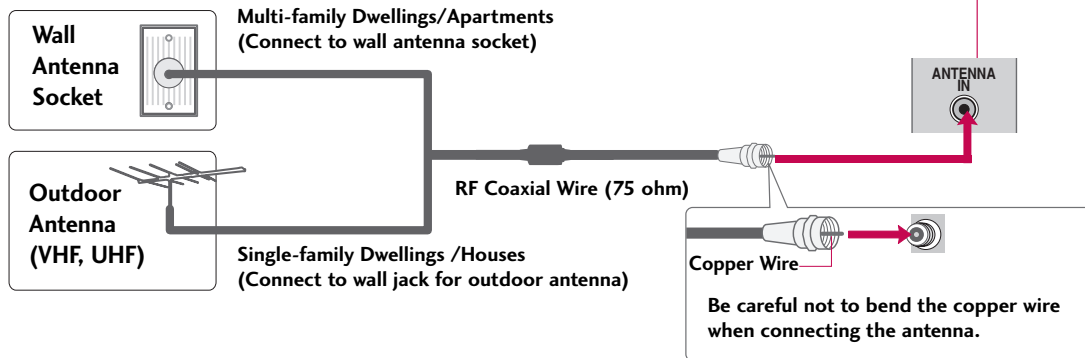 Multi-family Dwellings/Apartments
(Connect to wall antenna socket)
Wall
Antenna
Socket
ANTENNA
IN
RF Coaxial Wire (75 ohm)
Outdoor
Antenna
(VHF, UHF)
Single-family Dwellings /Houses
(Connect to wall jack for outdoor antenna)
Copper Wire
Be careful not to bend the copper wire
when connecting the antenna.